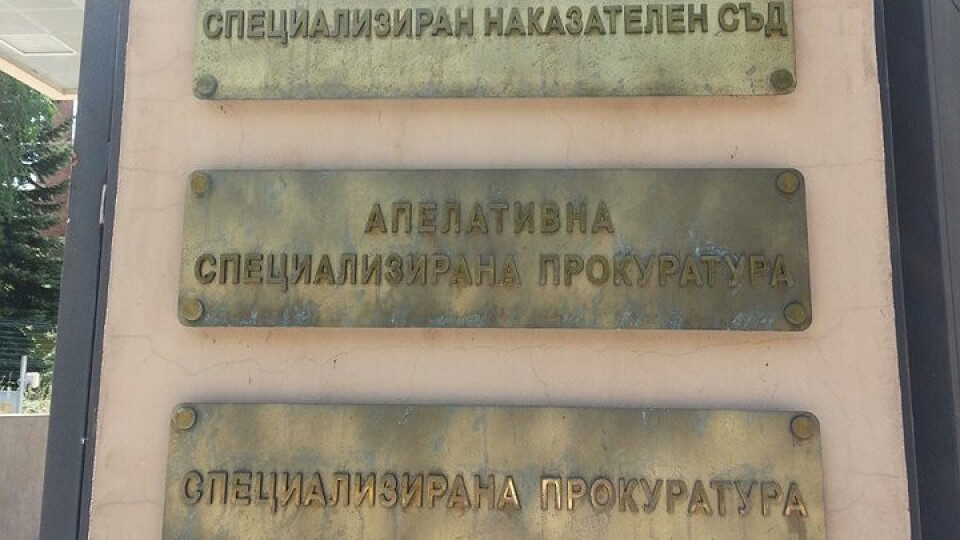 СПЕЦИАЛИЗИРАН НАКАЗАТЕЛЕН СЪД
АПЕЛАТИВНА
СПЕЦИАЛИЗИРАНА ПРОКУРАТУРА
СПЕЦИАЛИЗИРАНА ПРОКУРАТУРА